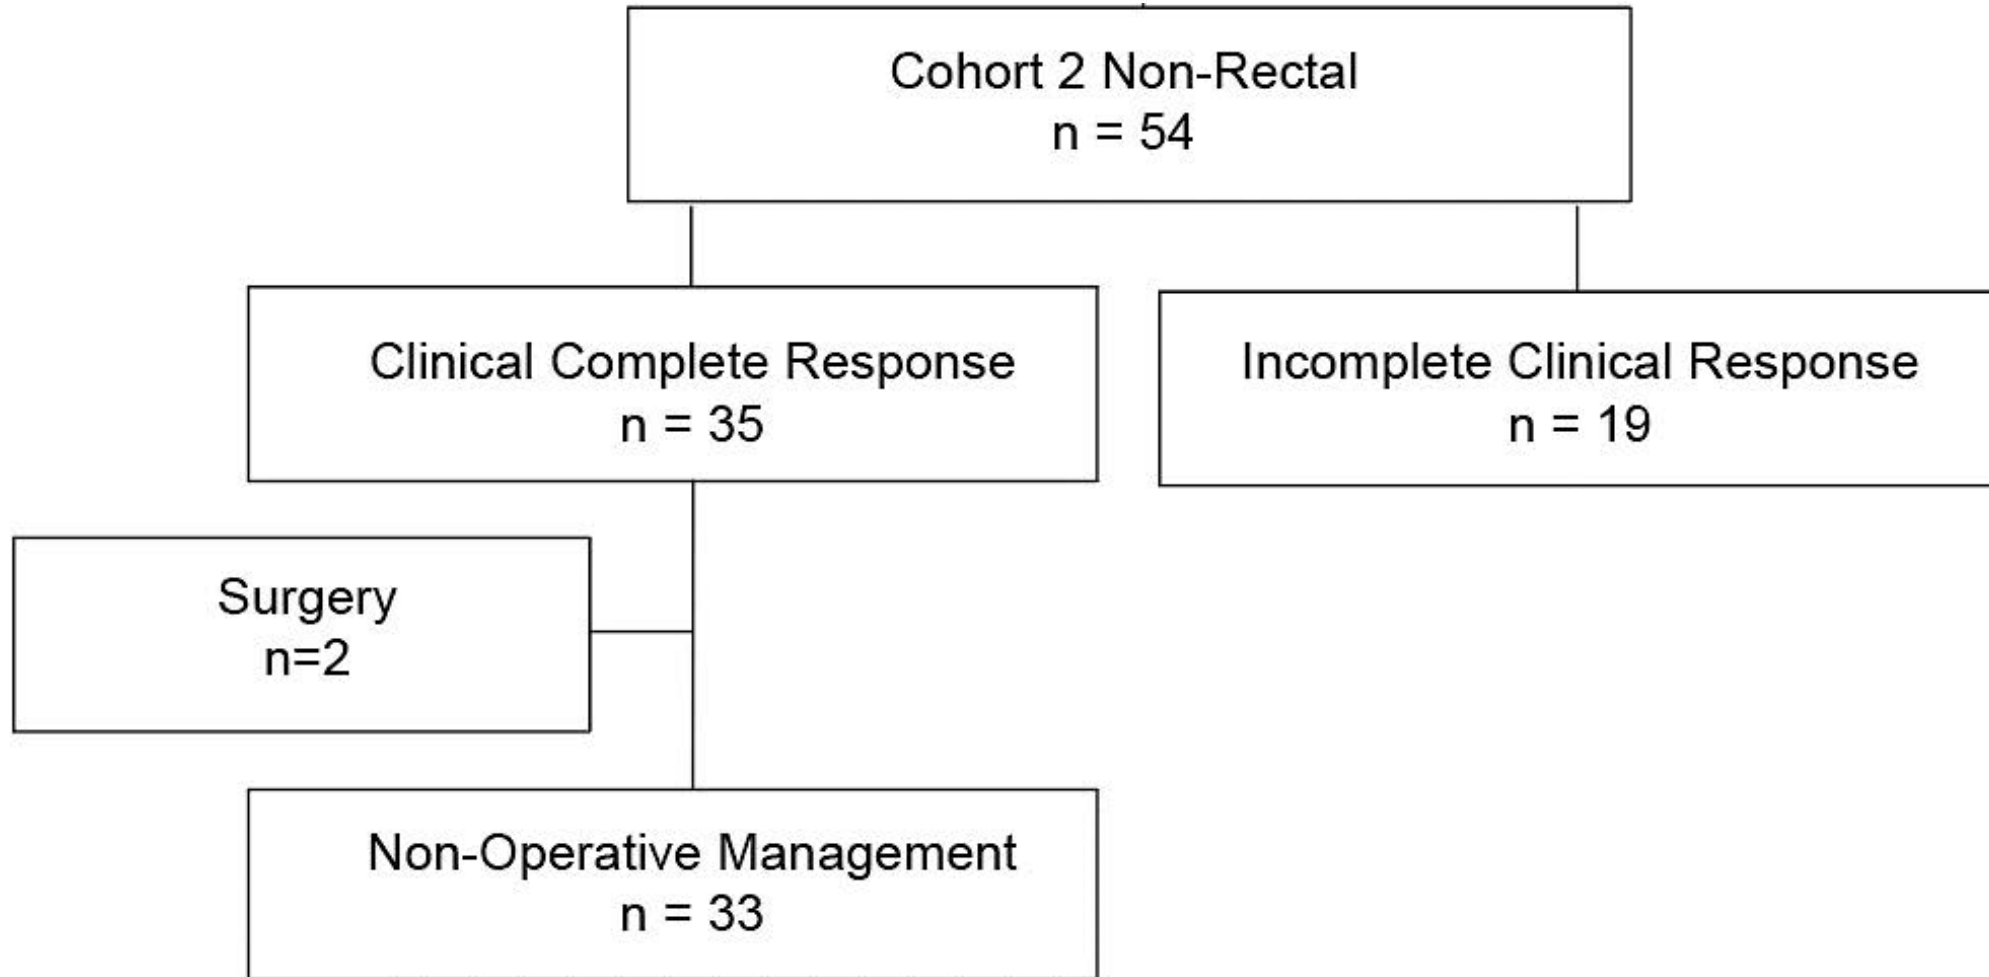 Cohort 2 Non-Rectal
n = 54
Clinical Complete Response
n = 35
Incomplete Clinical Response
n = 19
Surgery
n=2
Non-Operative Management
n = 33